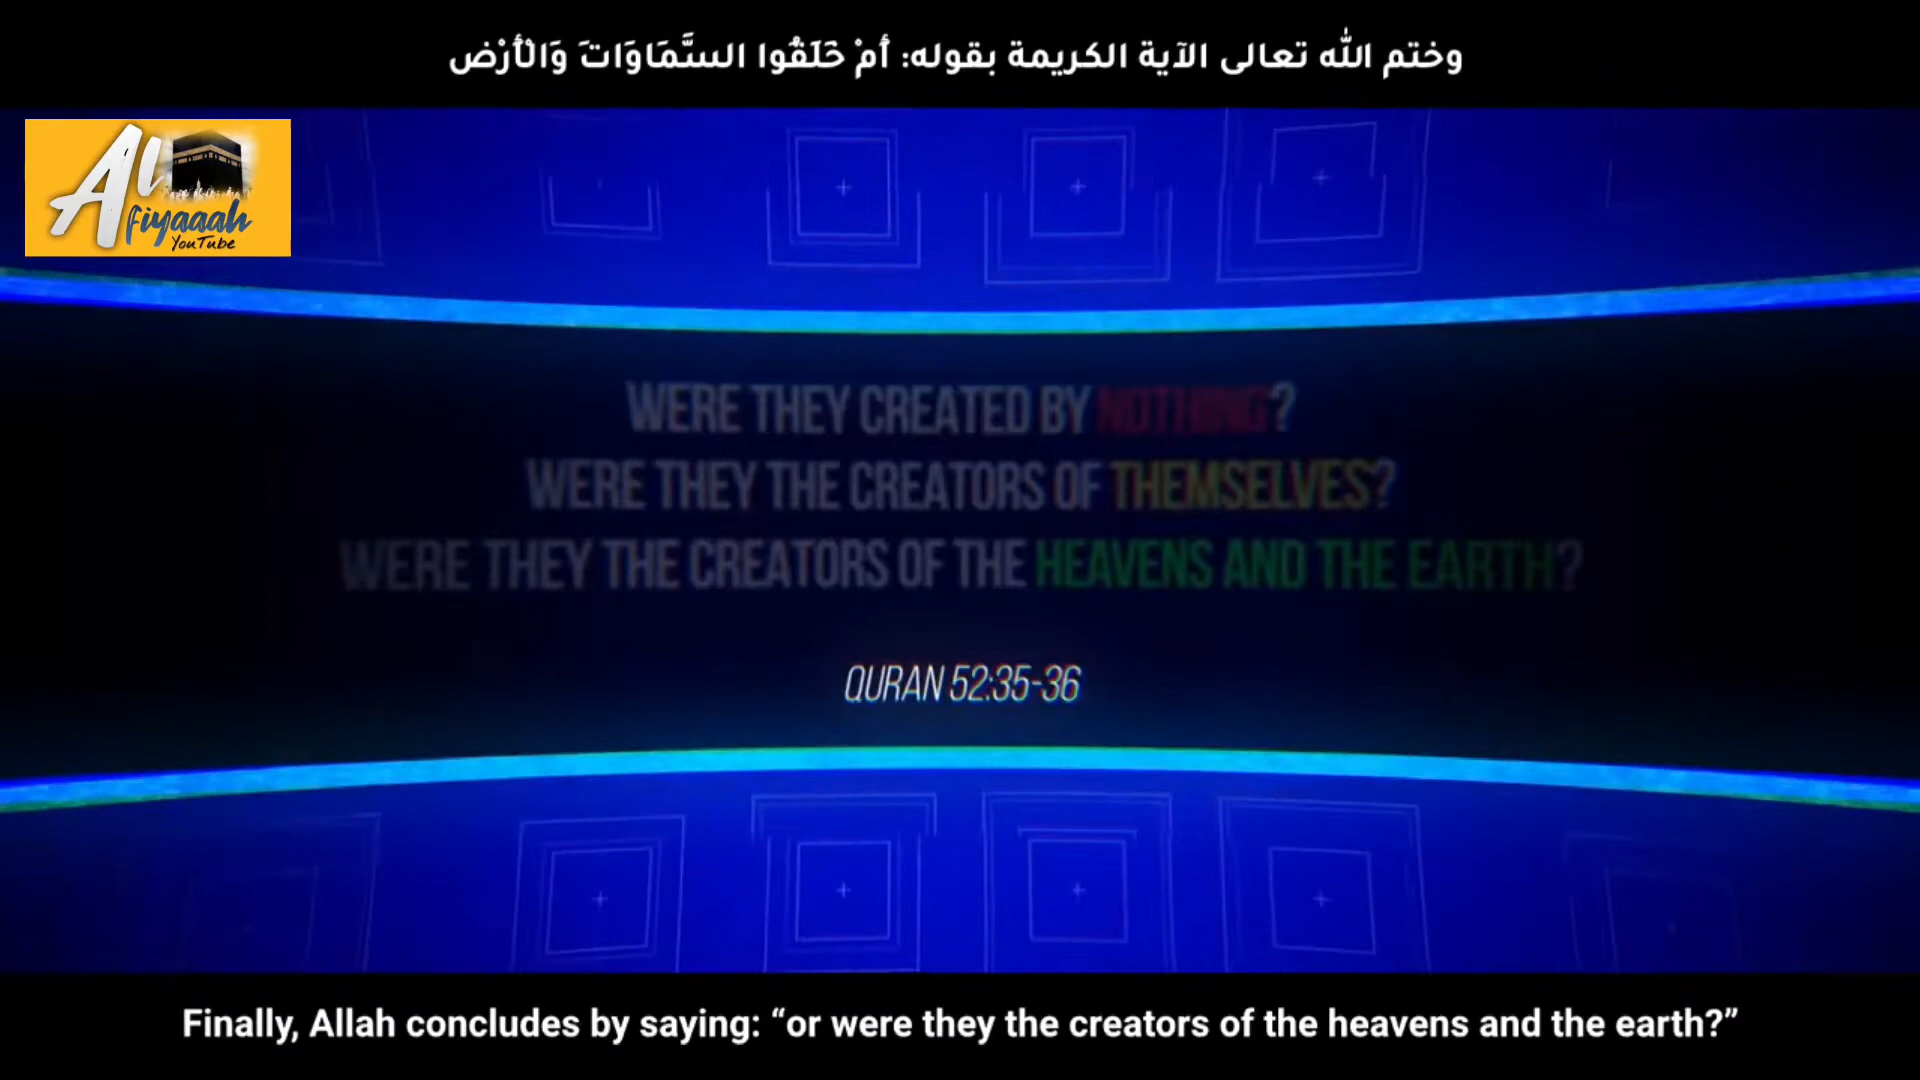 وختم الله تعالى الآية الكريمة بقوله: أَمْ خَلَقُوا السَّمَاوَاتَ وَالْأَرْض
Al
fiyaaah
YouTube
WERE THEY CREATED BY NOTHING?
WERE THEY THE CREATORS OF THEMSELVES?
WERE THEY THE CREATORS OF THE HEAVENS AND THE EARTH?
QURAN 52:35-36
Finally, Allah concludes by saying: “or were they the creators of the heavens and the earth?”